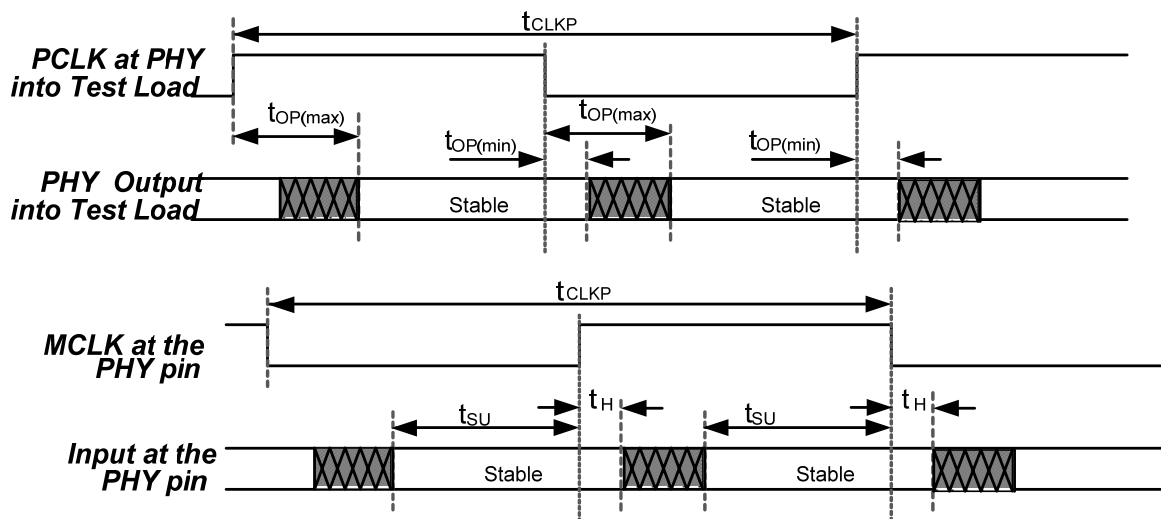 tCLKP
PCLK at PHY
into Test Load
tOP(max)
tOP(max)
tOP(min)
tOP(min)
PHY Output
into Test Load
Stable
Stable
tCLKP
MCLK at the
PHY pin
tH
tH
tSU
tSU
Input at the
PHY pin
Stable
Stable